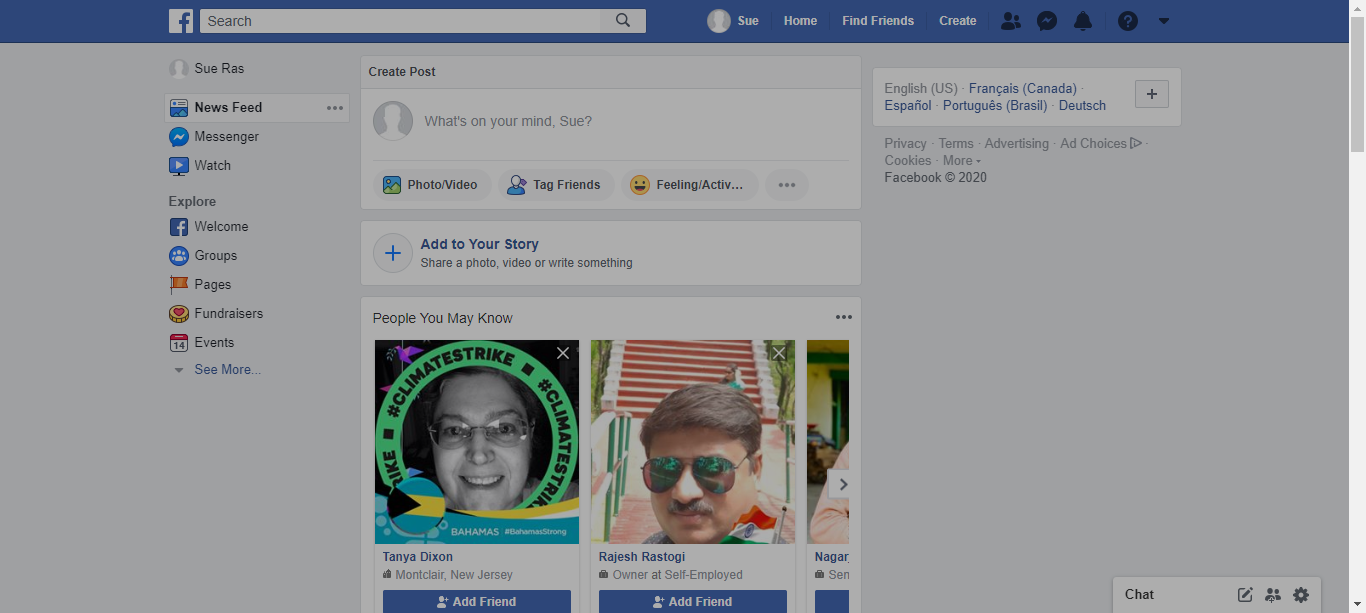 Search
Sue
Home
Find Friends
Create
Sue Ras
News Feed
Messenger
Watch
Explore
Welcome
Groups
Pages
Fundraisers
14
Events
See More...
Create Post
What's on your mind, Sue?
Photo/Video
Tag Friends
Feeling/Activ...
Add to Your Story
Share a photo, video or write something
People You May Know
#CLIMATESTRIKE
#CLIMATESTRIKE
BAHAMAS #BahamasStrong
Tanya Dixon
Montclair, New Jersey
Add Friend
Rajesh Rastogi
Owner at Self-Employed
Add Friend
English (US) · Français (Canada) ·
Español · Português (Brasil) · Deutsch
Privacy · Terms · Advertising · Ad Choices ·
Cookies · More
Facebook © 2020
Chat